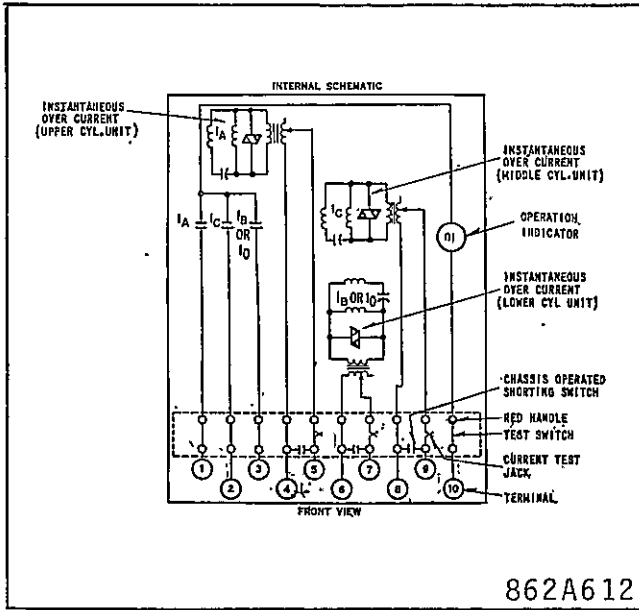 INTERNAL SCHEMATIC
INSTANTANEOUS
OVER CURRENT
(UPPER CYL.UNIT)
IA
IA
IC
IB
OR
IO
INSTANTANEOUS
OVER CURRENT
(MIDDLE CYL.UNIT)
IC
OPERATION
INDICATOR
OI
INSTANTANEOUS
OVER CURRENT
(LOWER CYL UNIT)
IB OR IO
CHASSIS OPERATED
SHORTING SWITCH
RED HANDLE
TEST SWITCH
CURRENT TEST
JACK
TERMINAL
1
2
3
4
5
6
7
8
9
10
FRONT VIEW
862A612